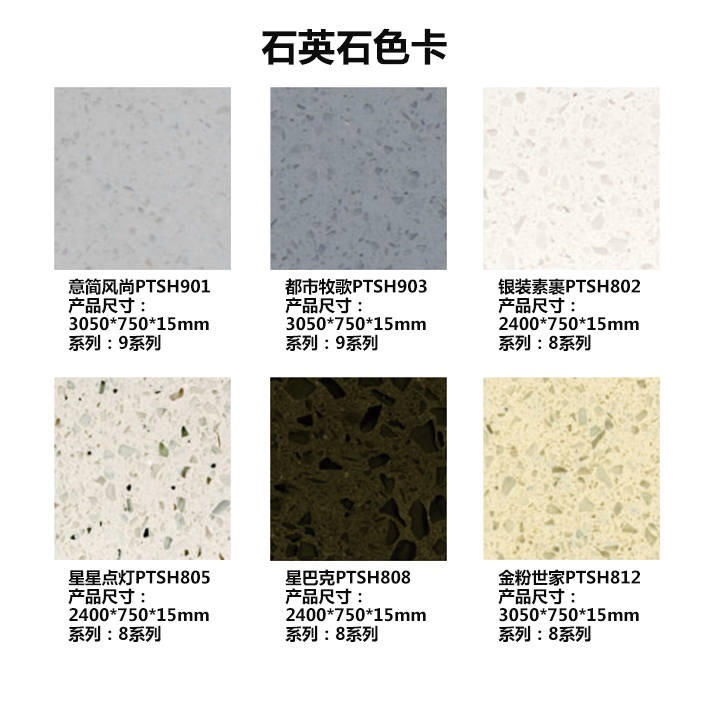 石英石色卡
意简风尚PTSH901
产品尺寸：
3050*750*15mm
系列：9系列
都市牧歌PTSH903
产品尺寸：
3050*750*15mm
系列：9系列
银装素裹PTSH802
产品尺寸：
2400*750*15mm
系列：8系列
星星点灯PTSH805
产品尺寸：
2400*750*15mm
系列：8系列
星巴克PTSH808
产品尺寸：
2400*750*15mm
系列：8系列
金粉世家PTSH812
产品尺寸：
3050*750*15mm
系列：8系列